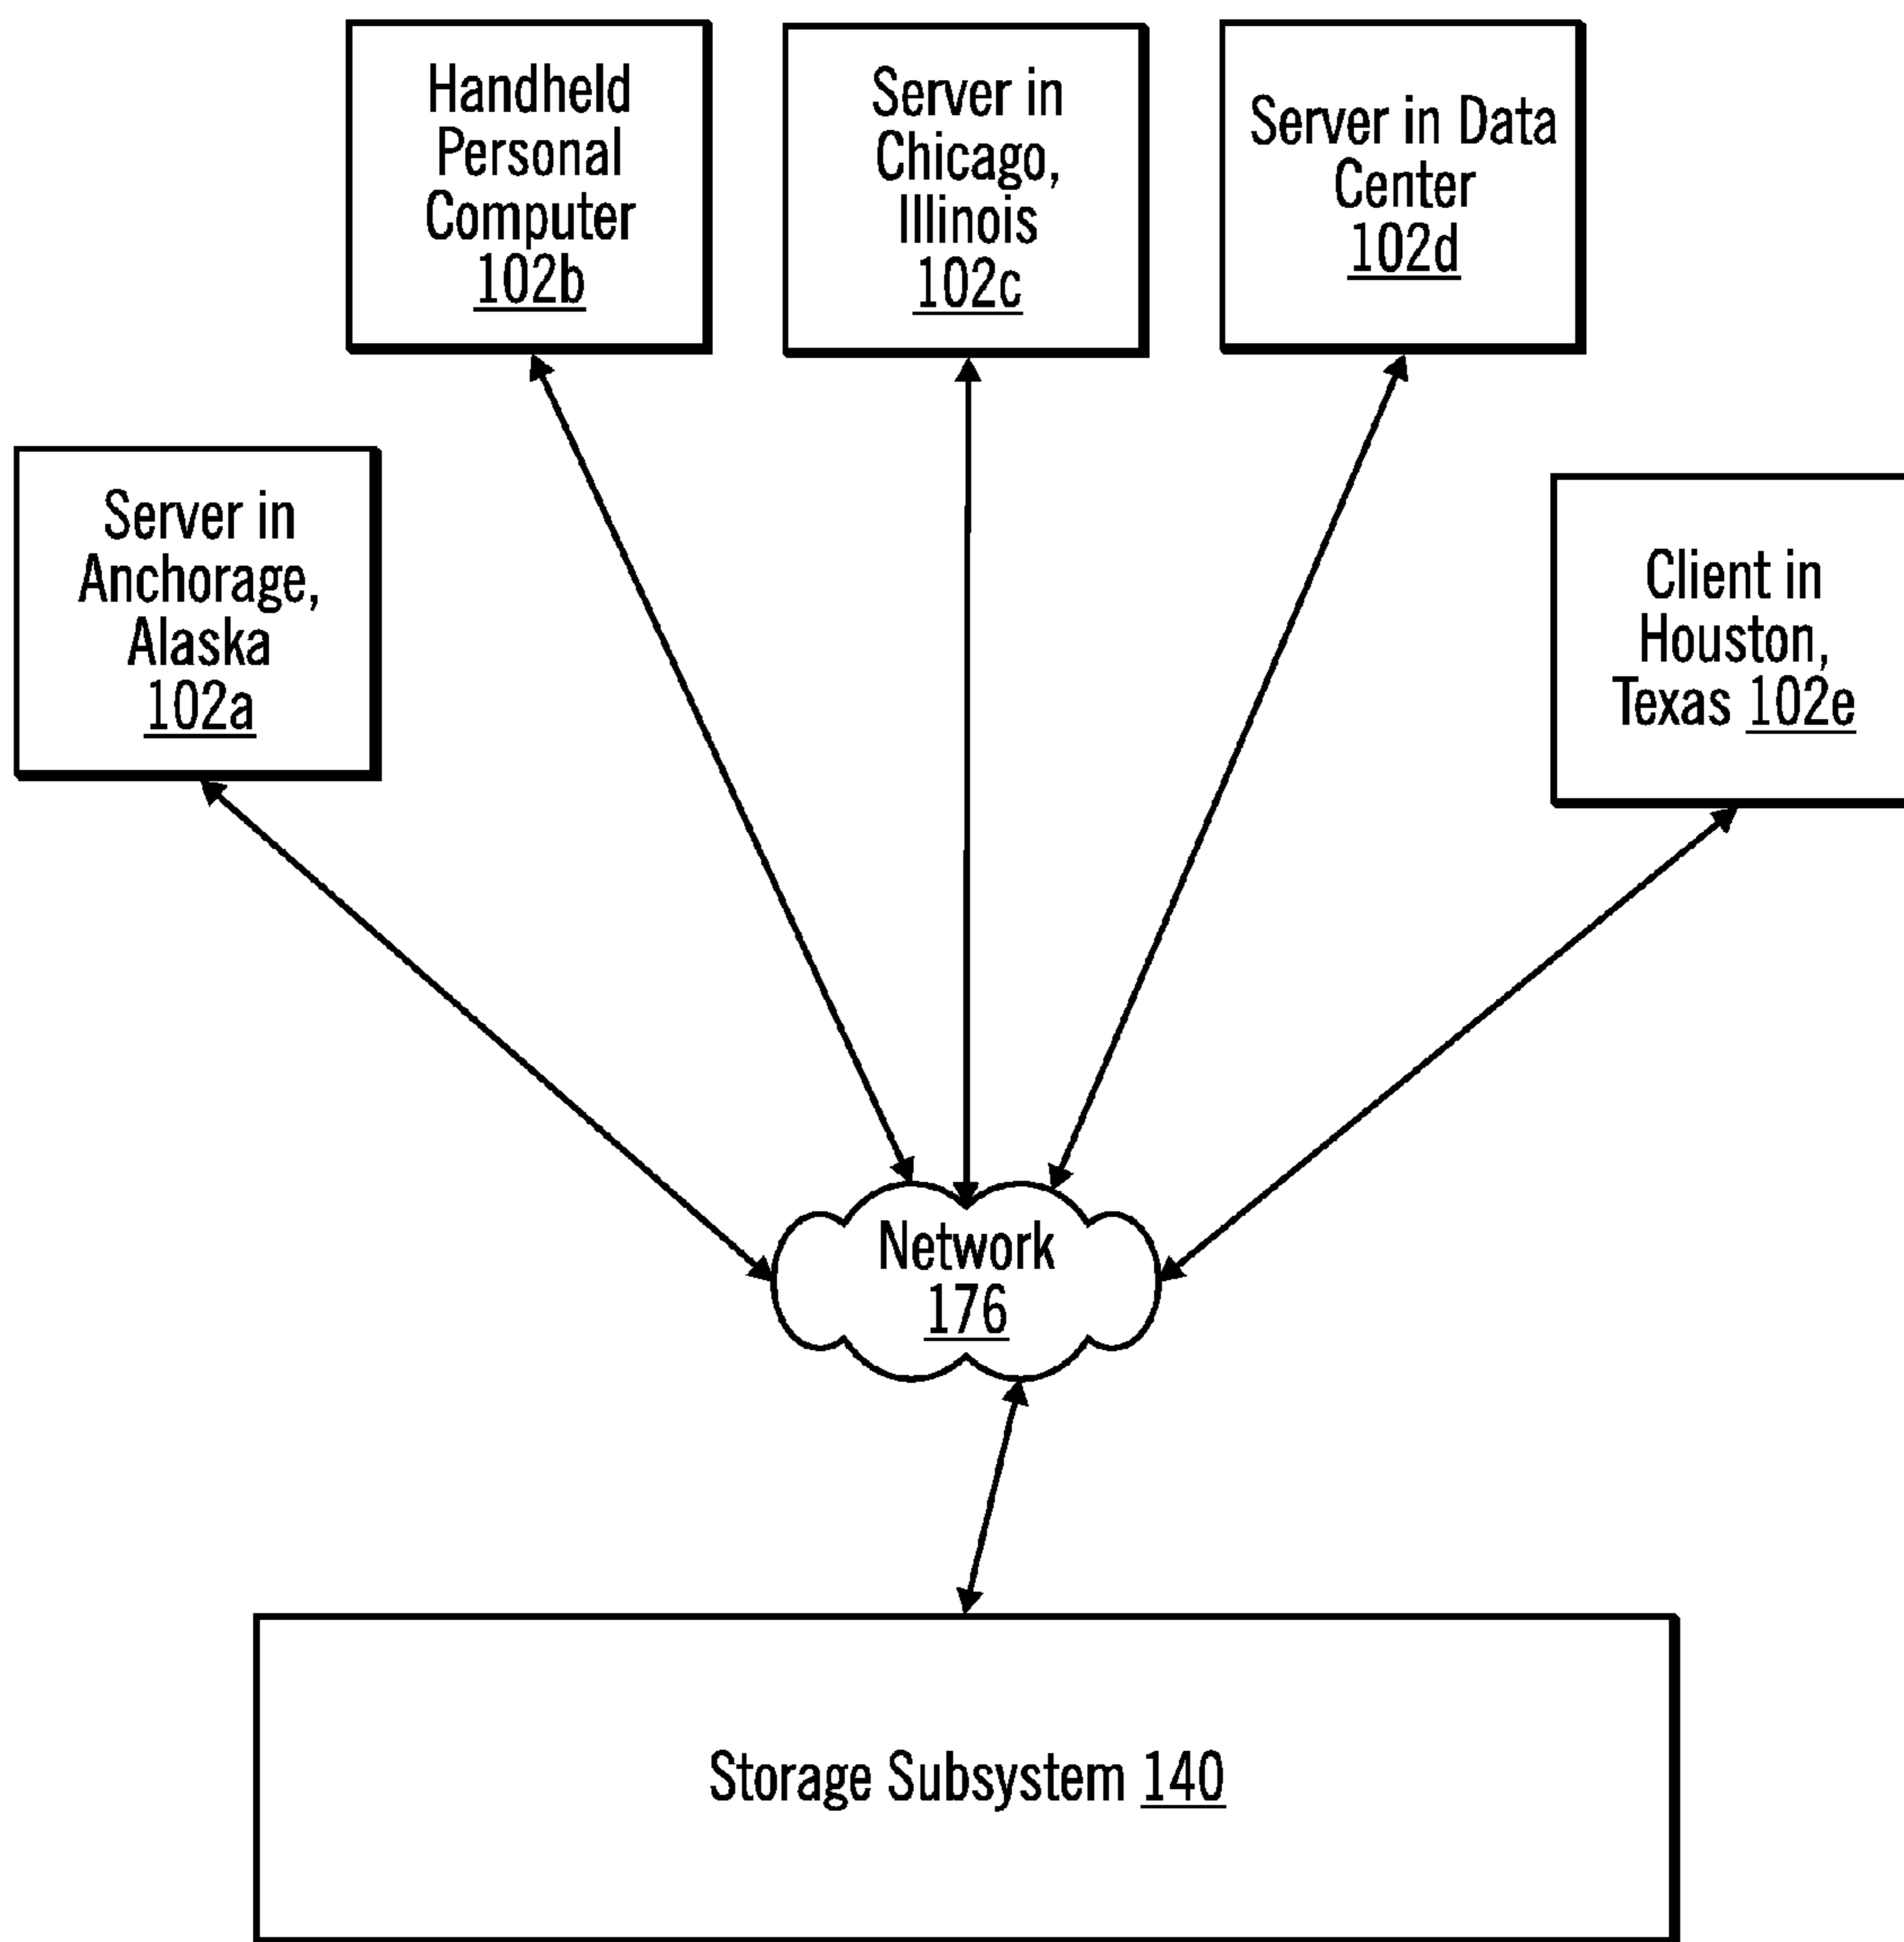 Handheld
Personal
Computer
102b
Server in
Chicago,
Illinois
102c
Server in Data
Center
102d
Server in
Anchorage,
Alaska
102a
Client in
Houston,
Texas 102e
Network
176
Storage Subsystem 140